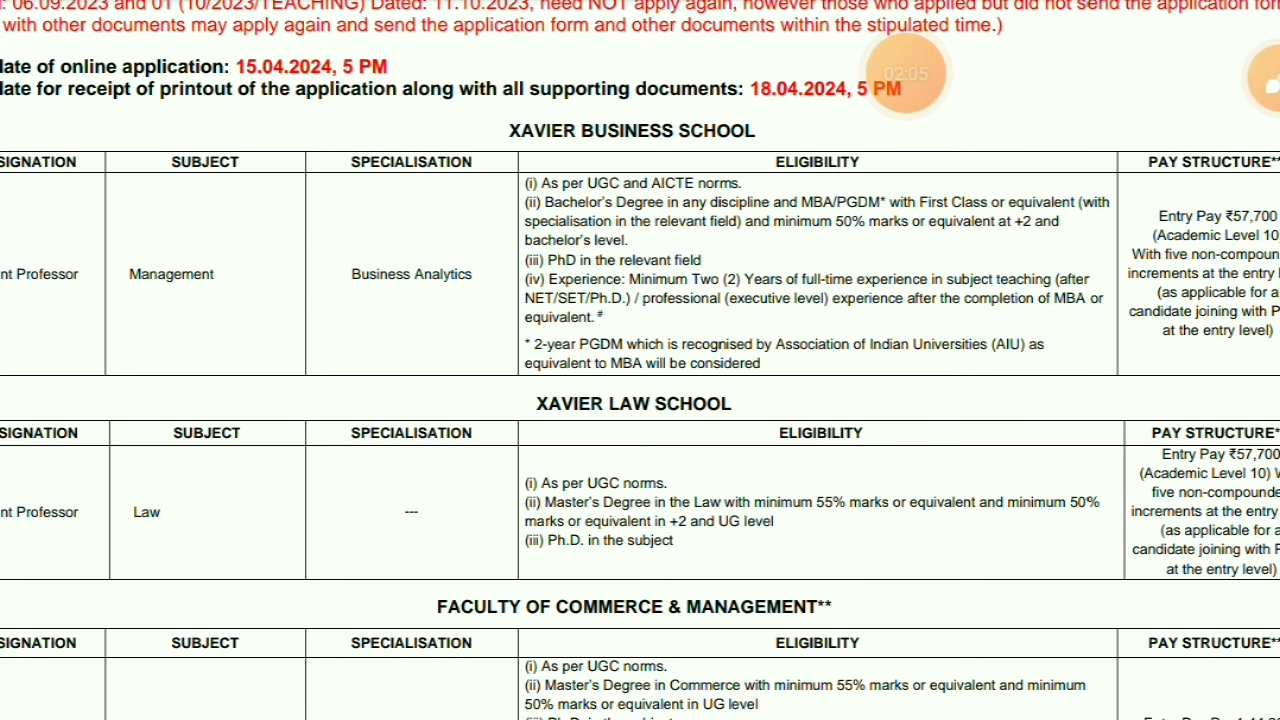 : 06.09.2023 and 01 (10/2023/TEACHING) Dated: 11.10.2023, need NOT apply again, however those who applied but did not send the application
with other documents may apply again and send the application form and other documents within the stipulated time.)
of online application: 15.04.2024, 5 PM
for receipt of printout of the application along with all supporting documents: 18.04.2024, 5 PM
02:05
XAVIER BUSINESS SCHOOL
SIGNATION SUBJECT SPECIALISATION ELIGIBILITY PAY STRUCTURE**
nt Professor Management Business Analytics
(i) As per UGC and AICTE norms.
(ii) Bachelor's Degree in any discipline and MBA/PGDM* with First Class or equivalent (with
specialisation in the relevant field) and minimum 50% marks or equivalent at +2 and
bachelor's level.
(iii) PhD in the relevant field
(iv) Experience: Minimum Two (2) Years of full-time experience in subject teaching (after
NET/SET/Ph.D.) / professional (executive level) experience after the completion of MBA or
equivalent. #
* 2-year PGDM which is recognised by Association of Indian Universities (AIU) as
equivalent to MBA will be considered
Entry Pay ₹57,700
(Academic Level 10)
With five non-compoun
increments at the entry
(as applicable for a
candidate joining with P
at the entry level)
XAVIER LAW SCHOOL
SIGNATION SUBJECT SPECIALISATION ELIGIBILITY PAY STRUCTURE*
nt Professor Law ---
(i) As per UGC norms.
(ii) Master's Degree in the Law with minimum 55% marks or equivalent and minimum 50%
marks or equivalent in +2 and UG level
(iii) Ph.D. in the subject
Entry Pay ₹57,700
(Academic Level 10) W
five non-compounde
increments at the entry
(as applicable for a
candidate joining with P
at the entry level)
FACULTY OF COMMERCE & MANAGEMENT**
SIGNATION SUBJECT SPECIALISATION ELIGIBILITY PAY STRUCTURE**
(i) As per UGC norms.
(ii) Master's Degree in Commerce with minimum 55% marks or equivalent and minimum
50% marks or equivalent in UG level